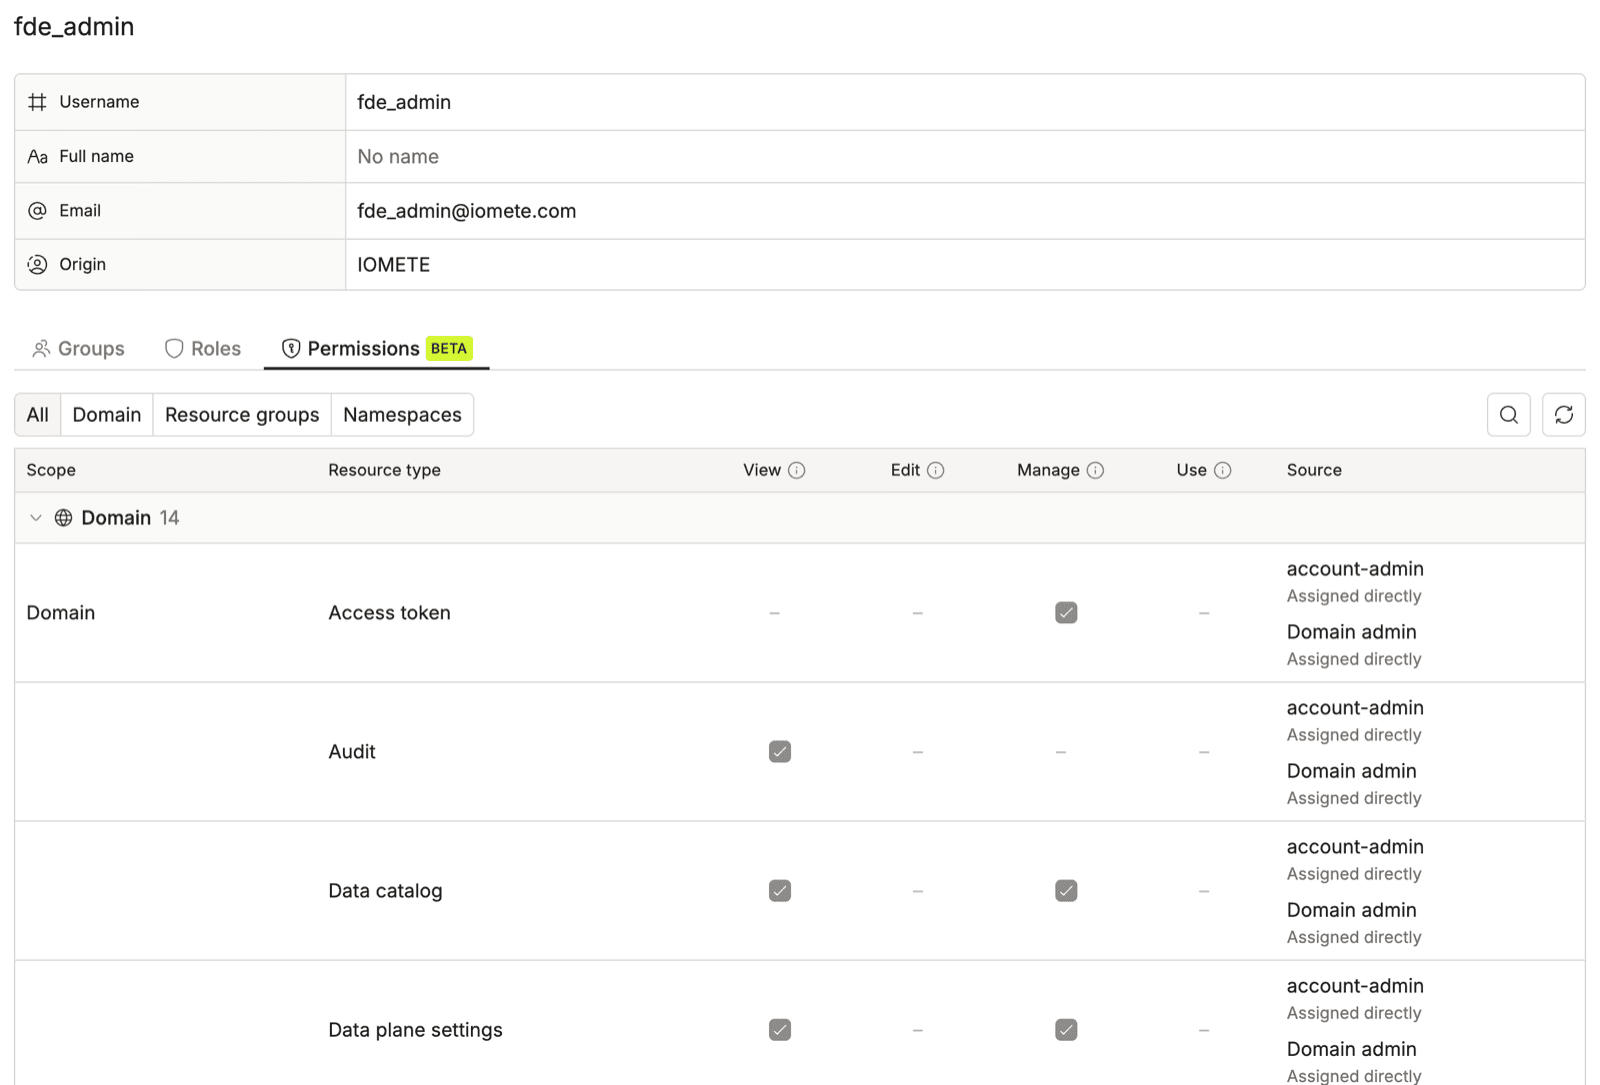 fde_admin
Username fde_admin
Aa Full name No name
Email fde_admin@iomete.com
Origin IOMETE
Groups Roles Permissions BETA
All Domain Resource groups Namespaces
Scope Resource type View Edit Manage Use Source
Domain 14
Domain Access token – – – account-admin
Assigned directly
Domain admin
Assigned directly
Audit – – – account-admin
Assigned directly
Domain admin
Assigned directly
Data catalog – – account-admin
Assigned directly
Domain admin
Assigned directly
Data plane settings – – account-admin
Assigned directly
Domain admin
Assigned directly